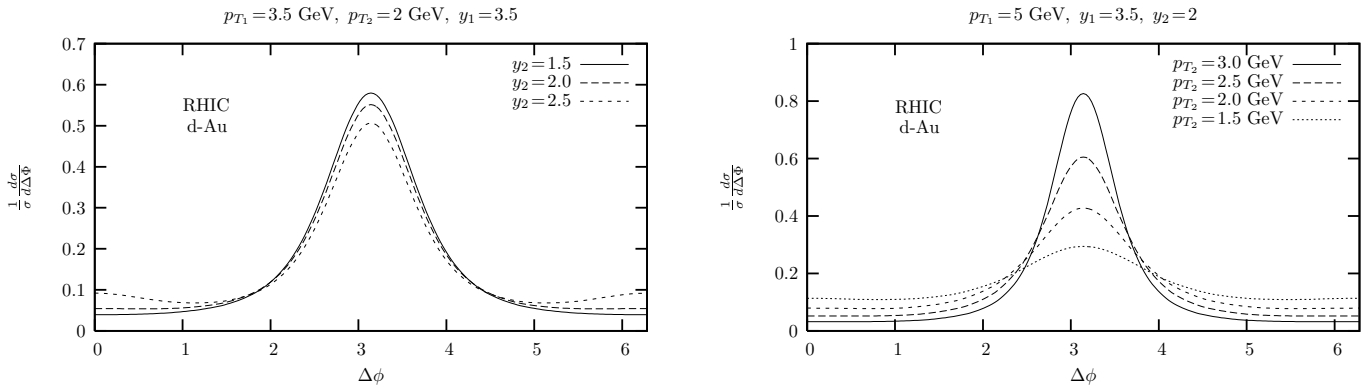 p_{T_1}=3.5 GeV, p_{T_2}=2 GeV, y_1=3.5
0.7
0.6
0.5
0.4
0.3
0.2
0.1
0
\frac{1}{σ} \frac{dσ}{dΔΦ}
RHIC
d-Au
y_2=1.5
y_2=2.0
y_2=2.5
0 1 2 3 4 5 6
Δϕ
p_{T_1}=5 GeV, y_1=3.5, y_2=2
1
0.8
0.6
0.4
0.2
0
\frac{1}{σ} \frac{dσ}{dΔΦ}
RHIC
d-Au
p_{T_2}=3.0 GeV
p_{T_2}=2.5 GeV
p_{T_2}=2.0 GeV
p_{T_2}=1.5 GeV
0 1 2 3 4 5 6
Δϕ